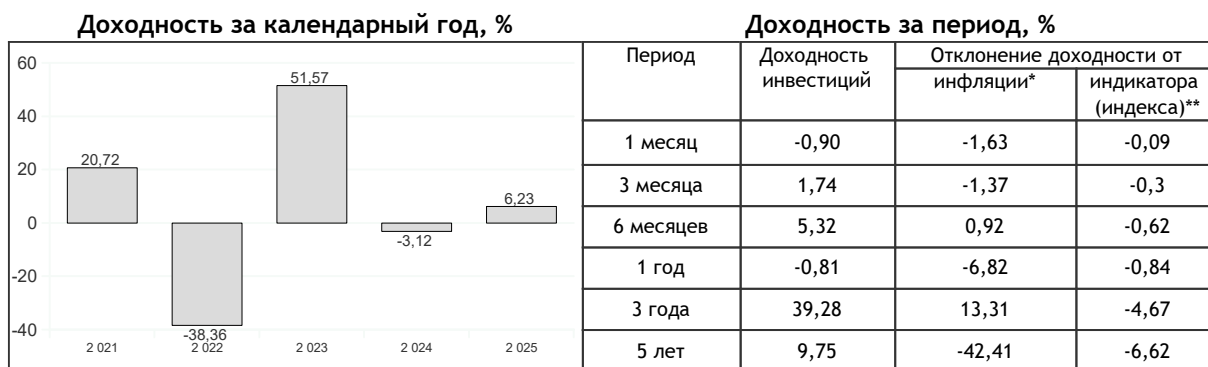 Доходность за календарный год, %
60
40
20
0
-20
-40
20,72
-38,36
51,57
-3,12
6,23
2 021
2 022
2 023
2 024
2 025
Доходность за период, %
Период Доходность инвестиций Отклонение доходности от
инфляции* индикатора (индекса)**
1 месяц -0,90 -1,63 -0,09
3 месяца 1,74 -1,37 -0,3
6 месяцев 5,32 0,92 -0,62
1 год -0,81 -6,82 -0,84
3 года 39,28 13,31 -4,67
5 лет 9,75 -42,41 -6,62